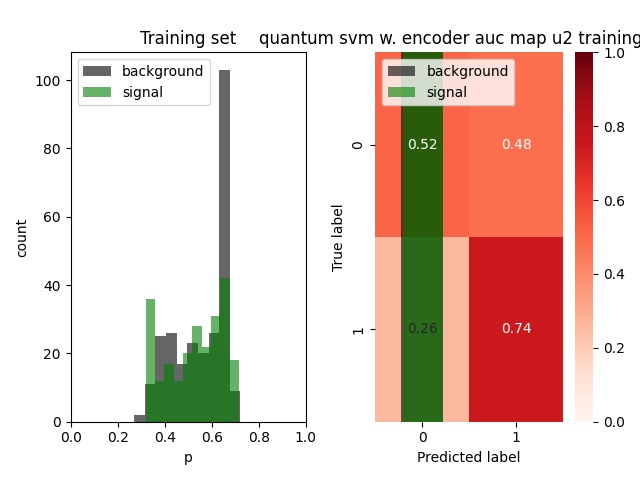 Training set
quantum svm w. encoder auc map u2 training
background
signal
100
80
60
40
20
0
count
0.0 0.2 0.4 0.6 0.8 1.0
p
background
signal
0.52 0.48
0.26 0.74
0
1
True label
0 1
Predicted label
1.0
0.8
0.6
0.4
0.2
0.0